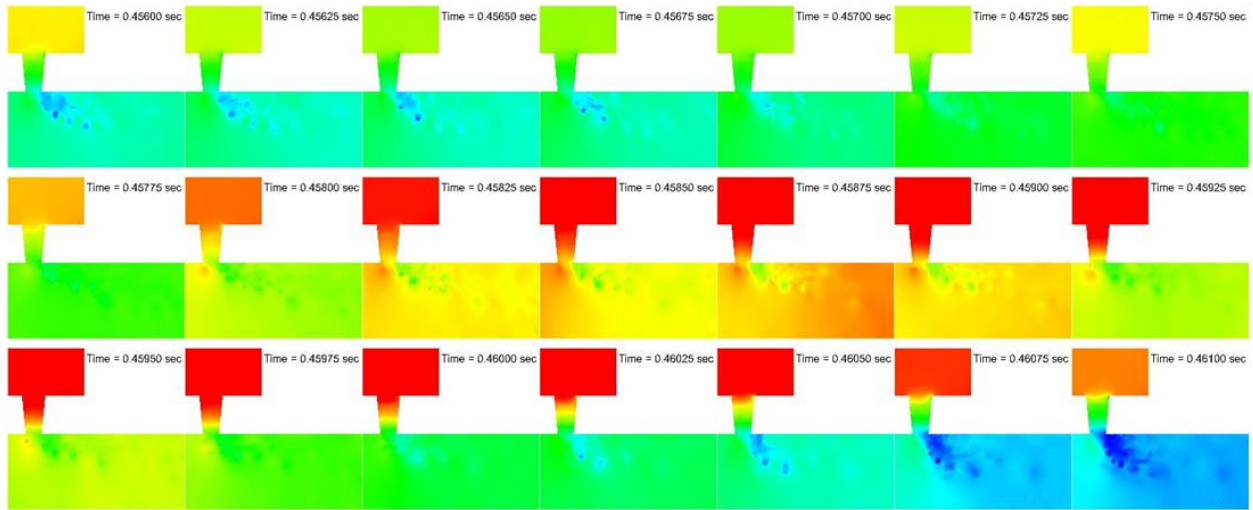 Time = 0.45600 sec
Time = 0.45625 sec
Time = 0.45650 sec
Time = 0.45675 sec
Time = 0.45700 sec
Time = 0.45725 sec
Time = 0.45750 sec
Time = 0.45775 sec
Time = 0.45800 sec
Time = 0.45825 sec
Time = 0.45850 sec
Time = 0.45875 sec
Time = 0.45900 sec
Time = 0.45925 sec
Time = 0.45950 sec
Time = 0.45975 sec
Time = 0.46000 sec
Time = 0.46025 sec
Time = 0.46050 sec
Time = 0.46075 sec
Time = 0.46100 sec